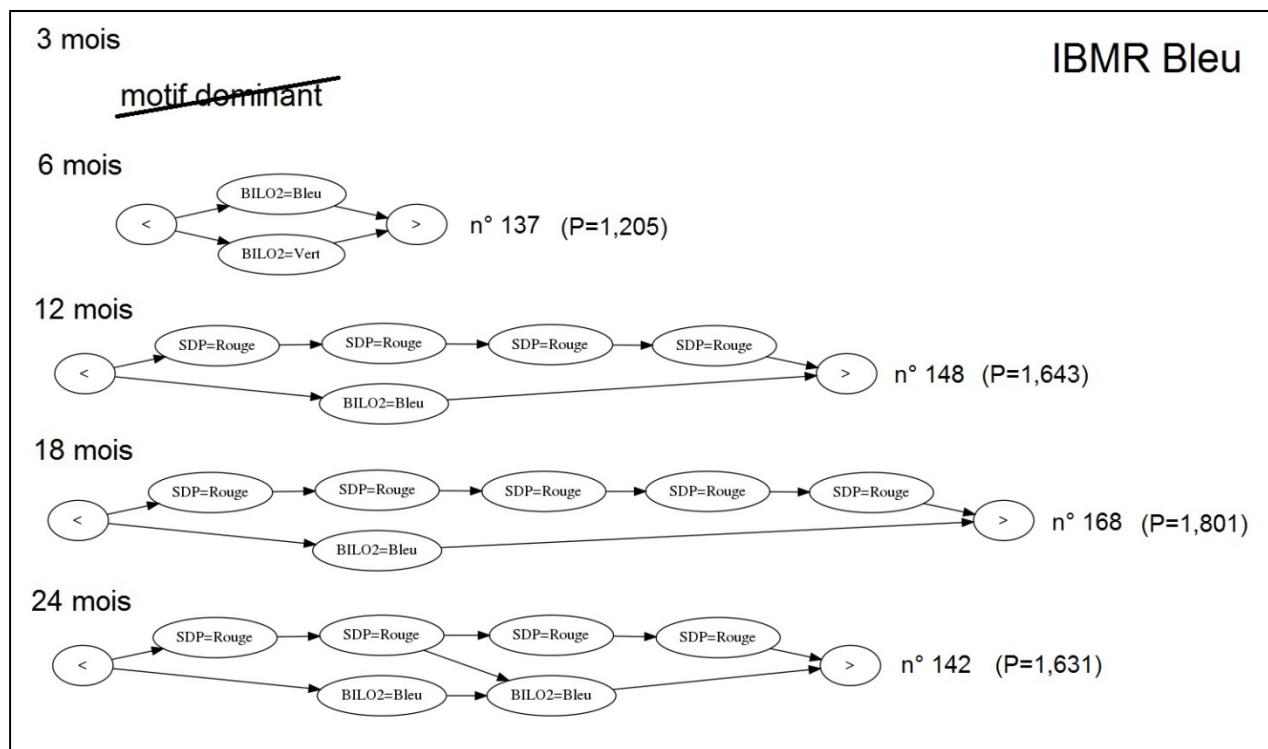 3 mois
IBMR Bleu
motif dominant
6 mois
BILO2=Bleu
< >
n° 137 (P=1,205)
BILO2=Vert
12 mois
SDP=Rouge SDP=Rouge SDP=Rouge SDP=Rouge
< >
n° 148 (P=1,643)
BILO2=Bleu
18 mois
SDP=Rouge SDP=Rouge SDP=Rouge SDP=Rouge SDP=Rouge
< >
n° 168 (P=1,801)
BILO2=Bleu
24 mois
SDP=Rouge SDP=Rouge SDP=Rouge SDP=Rouge
< >
n° 142 (P=1,631)
BILO2=Bleu BILO2=Bleu